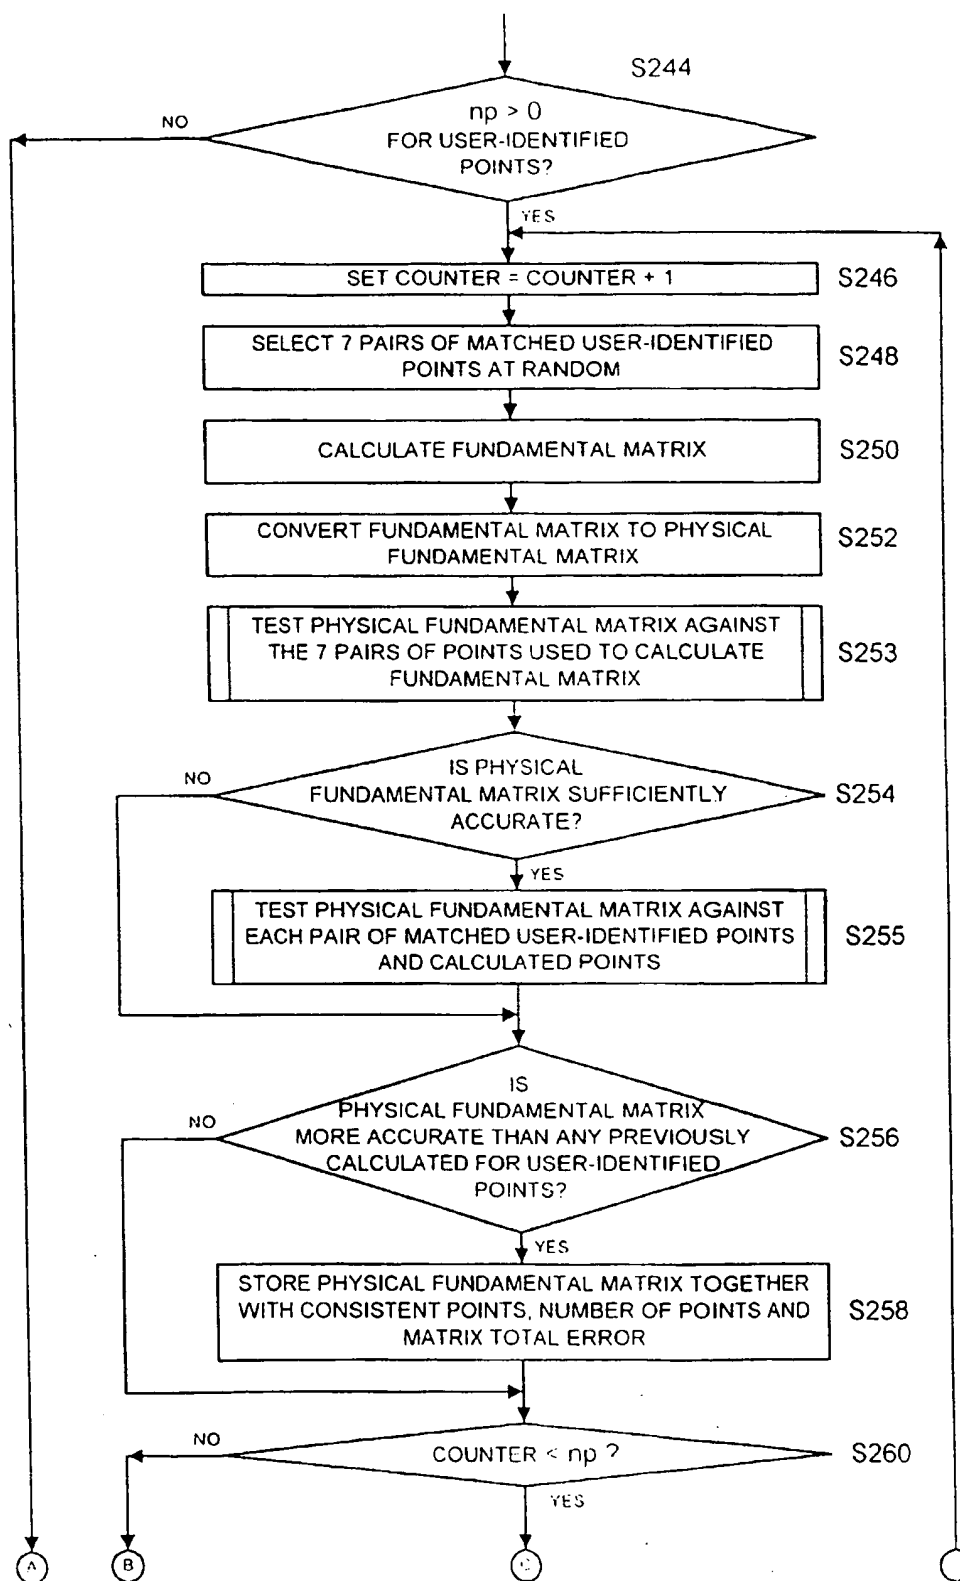 S244
np > 0
FOR USER-IDENTIFIED
POINTS?
NO
YES
SET COUNTER = COUNTER + 1
S246
SELECT 7 PAIRS OF MATCHED USER-IDENTIFIED
POINTS AT RANDOM
S248
CALCULATE FUNDAMENTAL MATRIX
S250
CONVERT FUNDAMENTAL MATRIX TO PHYSICAL
FUNDAMENTAL MATRIX
S252
TEST PHYSICAL FUNDAMENTAL MATRIX AGAINST
THE 7 PAIRS OF POINTS USED TO CALCULATE
FUNDAMENTAL MATRIX
S253
IS PHYSICAL
FUNDAMENTAL MATRIX SUFFICIENTLY
ACCURATE?
S254
NO
YES
TEST PHYSICAL FUNDAMENTAL MATRIX AGAINST
EACH PAIR OF MATCHED USER-IDENTIFIED POINTS
AND CALCULATED POINTS
S255
IS
PHYSICAL FUNDAMENTAL MATRIX
MORE ACCURATE THAN ANY PREVIOUSLY
CALCULATED FOR USER-IDENTIFIED
POINTS?
S256
NO
YES
STORE PHYSICAL FUNDAMENTAL MATRIX TOGETHER
WITH CONSISTENT POINTS, NUMBER OF POINTS AND
MATRIX TOTAL ERROR
S258
COUNTER < np ?
S260
NO
YES
A
B
C